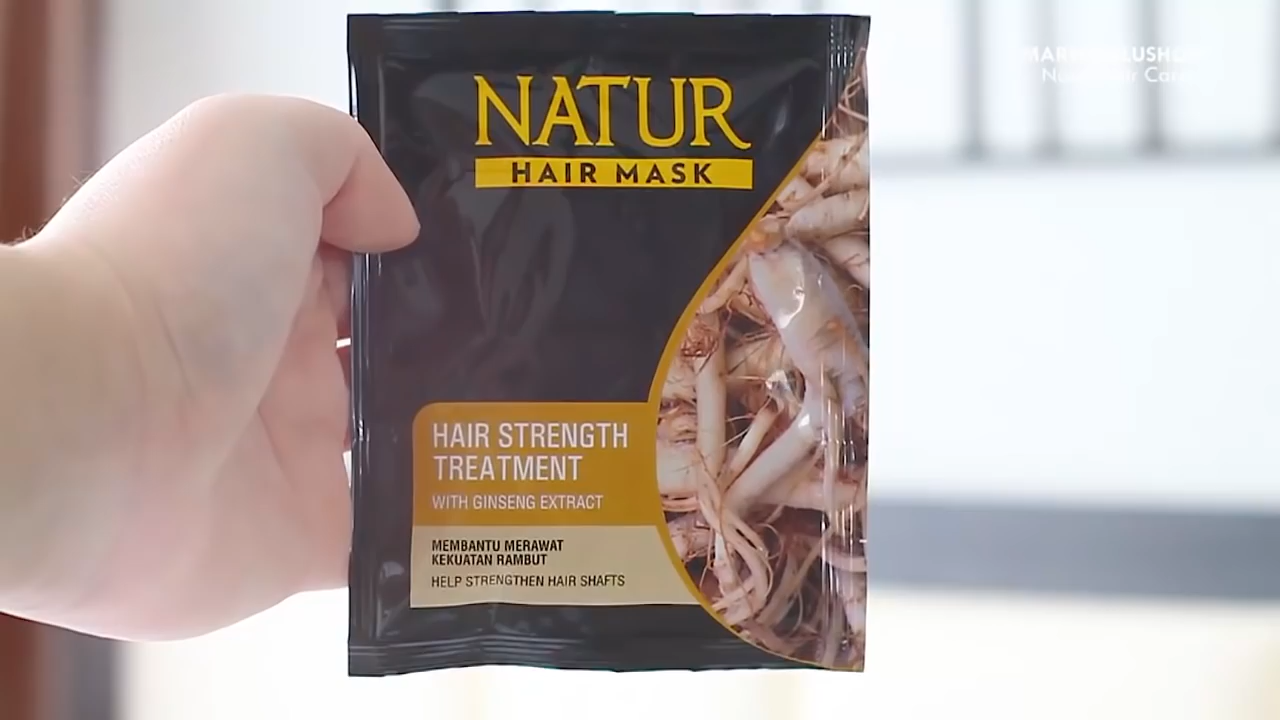 NATUR
HAIR MASK
HAIR STRENGTH
TREATMENT
WITH GINSENG EXTRACT
MEMBANTU MERAWAT
KEKUATAN RAMBUT
HELP STRENGTHEN HAIR SHAFTS